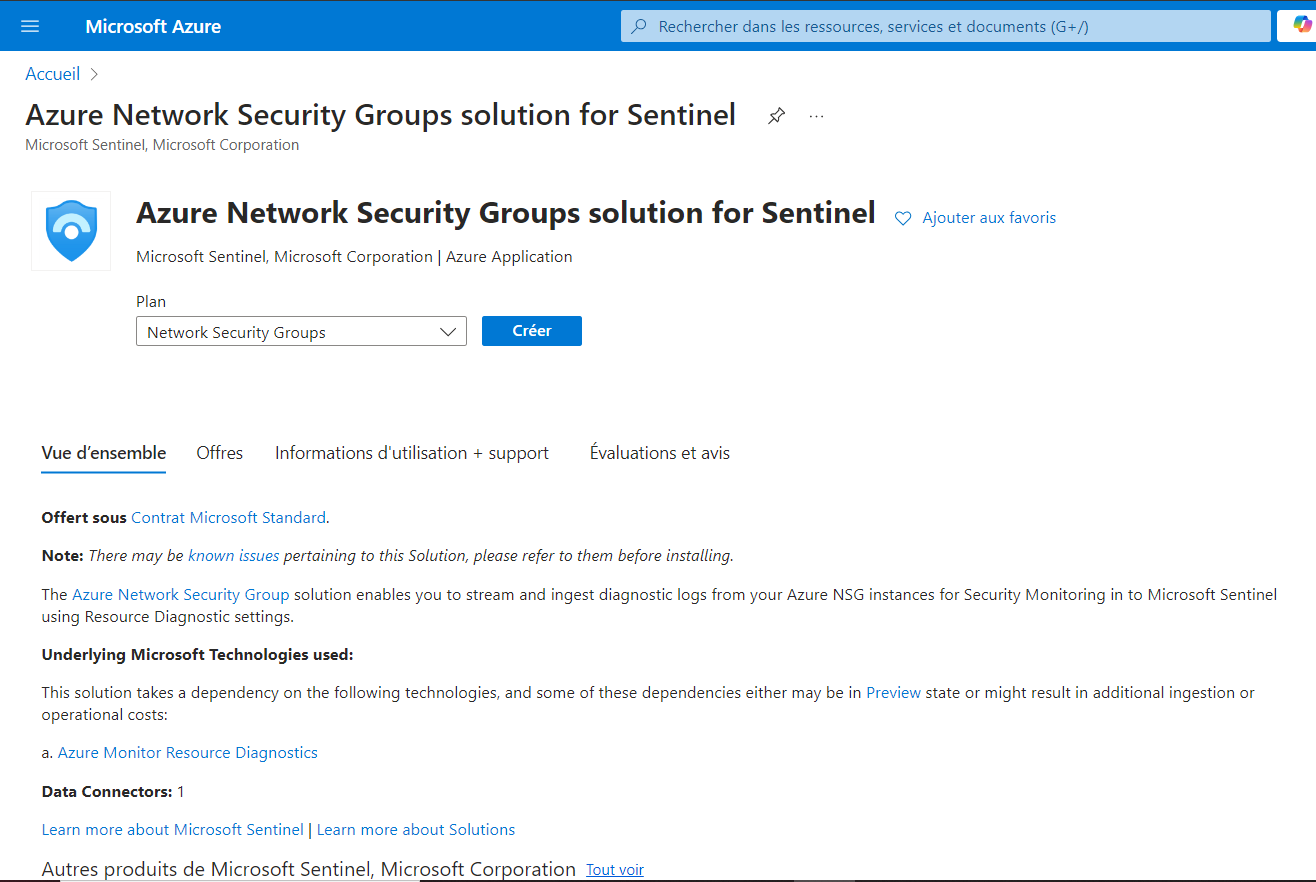 Microsoft Azure
Rechercher dans les ressources, services et documents (G+/)
Accueil
Azure Network Security Groups solution for Sentinel
...
Microsoft Sentinel, Microsoft Corporation
Azure Network Security Groups solution for Sentinel
Ajouter aux favoris
Microsoft Sentinel, Microsoft Corporation | Azure Application
Plan
Network Security Groups
Créer
Vue d’ensemble
Offres
Informations d'utilisation + support
Évaluations et avis
Offert sous Contrat Microsoft Standard.
Note: There may be known issues pertaining to this Solution, please refer to them before installing.
The Azure Network Security Group solution enables you to stream and ingest diagnostic logs from your Azure NSG instances for Security Monitoring in to Microsoft Sentinel
using Resource Diagnostic settings.
Underlying Microsoft Technologies used:
This solution takes a dependency on the following technologies, and some of these dependencies either may be in Preview state or might result in additional ingestion or
operational costs:
a. Azure Monitor Resource Diagnostics
Data Connectors: 1
Learn more about Microsoft Sentinel | Learn more about Solutions
Autres produits de Microsoft Sentinel, Microsoft Corporation Tout voir